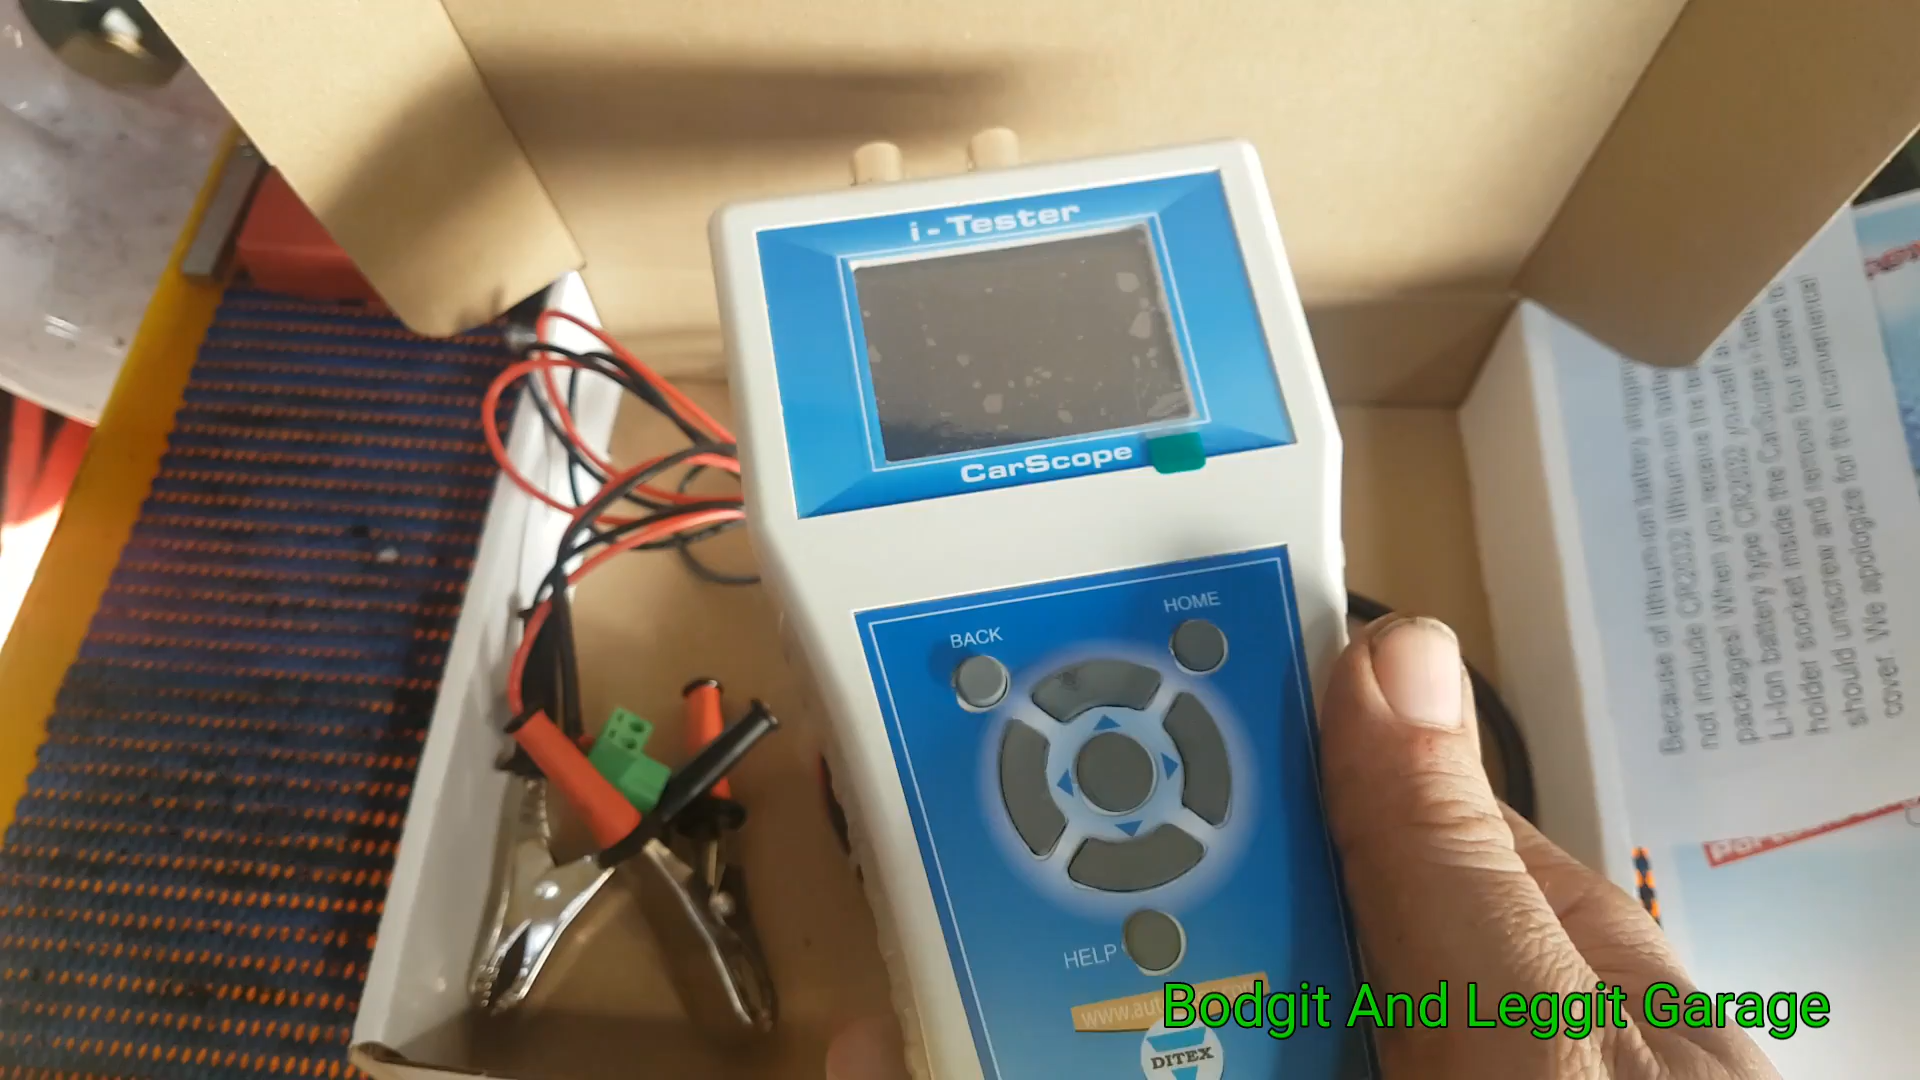 i-Tester
CarScope
BACK
HOME
HELP
DITEX
Because of lithium-ion battery
not include CR2032 lithium-ion
packages! When you receive the
Li-Ion battery type CR2032 yourself
holder socket inside the CarScope i-Tester
should unscrew and remove four screws to
cover. We apologize for the inconvenience!
Bodgit And Leggit Garage